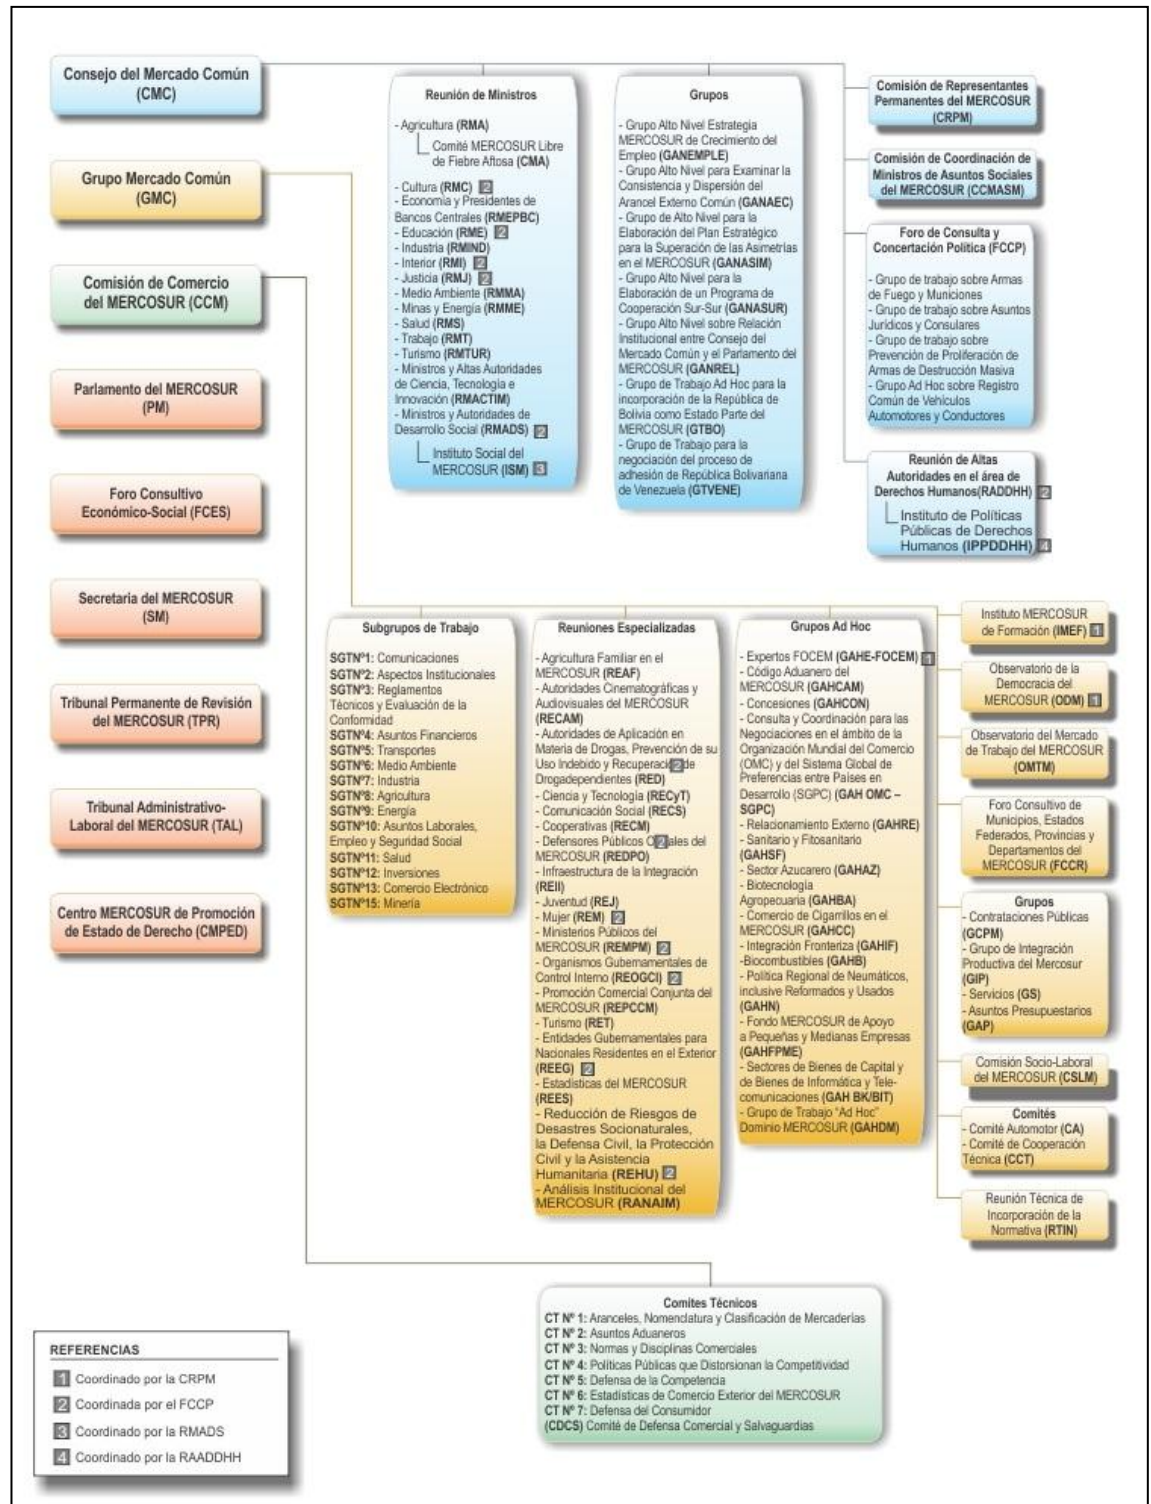 Consejo del Mercado Común
(CMC)
Grupo Mercado Común
(GMC)
Comisión de Comercio
del MERCOSUR (CCM)
Parlamento del MERCOSUR
(PM)
Foro Consultivo
Económico-Social (FCES)
Secretaria del MERCOSUR
(SM)
Tribunal Permanente de Revisión
del MERCOSUR (TPR)
Tribunal Administrativo-
Laboral del MERCOSUR (TAL)
Centro MERCOSUR de Promoción
de Estado de Derecho (CMPED)
Reunión de Ministros
- Agricultura (RMA)
Comité MERCOSUR Libre
de Fiebre Aftosa (CMA)
- Cultura (RMC) 2
- Economía y Presidentes de
Bancos Centrales (RMEPBC)
- Educación (RME) 2
- Industria (RMIND)
- Interior (RMI) 2
- Justicia (RMJ) 2
- Medio Ambiente (RMMA)
- Minas y Energía (RMME)
- Salud (RMS)
- Trabajo (RMT)
- Turismo (RMTUR)
- Ministros y Altas Autoridades
de Ciencia, Tecnología e
Innovación (RMACTIM)
- Ministros y Autoridades de
Desarrollo Social (RMADS) 2
Instituto Social del
MERCOSUR (ISM) 3
Grupos
- Grupo Alto Nivel Estrategia
MERCOSUR de Crecimiento del
Empleo (GANEMPLE)
- Grupo Alto Nivel para Examinar la
Consistencia y Dispersión del
Arancel Externo Común (GANAEC)
- Grupo de Alto Nivel para la
Elaboración del Plan Estratégico
para la Superación de las Asimetrías
en el MERCOSUR (GANASIM)
- Grupo Alto Nivel para la
Elaboración de un Programa de
Cooperación Sur-Sur (GANASUR)
- Grupo Alto Nivel sobre Relación
Institucional entre Consejo del
Mercado Común y el Parlamento del
MERCOSUR (GANREL)
- Grupo de Trabajo Ad Hoc para la
incorporación de la República de
Bolivia como Estado Parte del
MERCOSUR (GTBO)
- Grupo de Trabajo para la
negociación del proceso de
adhesión de República Bolivariana
de Venezuela (GTVENE)
Comisión de Representantes
Permanentes del MERCOSUR
(CRPM)
Comisión de Coordinación de
Ministros de Asuntos Sociales
del MERCOSUR (CCMASM)
Foro de Consulta y
Concertación Política (FCCP)
- Grupo de trabajo sobre Armas
de Fuego y Municiones
- Grupo de trabajo sobre Asuntos
Jurídicos y Consulares
- Grupo de trabajo sobre
Prevención de Proliferación de
Armas de Destrucción Masiva
- Grupo Ad Hoc sobre Registro
Común de Vehículos
Automotores y Conductores
Reunión de Altas
Autoridades en el área de
Derechos Humanos(RADDHH) 2
Instituto de Políticas
Públicas de Derechos
Humanos (IPPDDHH) 4
Subgrupos de Trabajo
SGTNº1: Comunicaciones
SGTNº2: Aspectos Institucionales
SGTNº3: Reglamentos
Técnicos y Evaluación de la
Conformidad
SGTNº4: Asuntos Financieros
SGTNº5: Transportes
SGTNº6: Medio Ambiente
SGTNº7: Industria
SGTNº8: Agricultura
SGTNº9: Energía
SGTNº10: Asuntos Laborales,
Empleo y Seguridad Social
SGTNº11: Salud
SGTNº12: Inversiones
SGTNº13: Comercio Electrónico
SGTNº15: Minería
Reuniones Especializadas
- Agricultura Familiar en el
MERCOSUR (REAF)
- Autoridades Cinematográficas y
Audiovisuales del MERCOSUR
(RECAM)
- Autoridades de Aplicación en
Materia de Drogas, Prevención de su
Uso Indebido y Recuperació 2 de
Drogadependientes (RED)
- Ciencia y Tecnología (RECyT)
- Comunicación Social (RECS)
- Cooperativas (RECM)
- Defensores Públicos O 2 ales del
MERCOSUR (REDPO)
- Infraestructura de la Integración
(REII)
- Juventud (REJ)
- Mujer (REM) 2
- Ministerios Públicos del
MERCOSUR (REMPM) 2
- Organismos Gubernamentales de
Control Interno (REOGCI) 2
- Promoción Comercial Conjunta del
MERCOSUR (REPCCM)
- Turismo (RET)
- Entidades Gubernamentales para
Nacionales Residentes en el Exterior
(REEG) 2
- Estadísticas del MERCOSUR
(REES)
- Reducción de Riesgos de
Desastres Socionaturales,
la Defensa Civil, la Protección
Civil y la Asistencia
Humanitaria (REHU) 2
- Análisis Institucional del
MERCOSUR (RANAIM)
Grupos Ad Hoc
- Expertos FOCEM (GAHE-FOCEM) 1
- Código Aduanero del
MERCOSUR (GAHCAM)
- Concesiones (GAHCON)
- Consulta y Coordinación para las
Negociaciones en el ámbito de la
Organización Mundial del Comercio
(OMC) y del Sistema Global de
Preferencias entre Países en
Desarrollo (SGPC) (GAH OMC –
SGPC)
- Relacionamiento Externo (GAHRE)
- Sanitario y Fitosanitario
(GAHSF)
- Sector Azucarero (GAHAZ)
- Biotecnología
Agropecuaria (GAHBA)
- Comercio de Cigarrillos en el
MERCOSUR (GAHCC)
- Integración Fronteriza (GAHIF)
-Biocombustibles (GAHB)
- Política Regional de Neumáticos,
inclusive Reformados y Usados
(GAHN)
- Fondo MERCOSUR de Apoyo
a Pequeñas y Medianas Empresas
(GAHFPME)
- Sectores de Bienes de Capital y
de Bienes de Informática y Tele-
comunicaciones (GAH BK/BIT)
- Grupo de Trabajo "Ad Hoc"
Dominio MERCOSUR (GAHDM)
Instituto MERCOSUR
de Formación (IMEF) 1
Observatorio de la
Democracia del
MERCOSUR (ODM) 1
Observatorio del Mercado
de Trabajo del MERCOSUR
(OMTM)
Foro Consultivo de
Municipios, Estados
Federados, Provincias y
Departamentos del
MERCOSUR (FCCR)
Grupos
- Contrataciones Públicas
(GCPM)
- Grupo de Integración
Productiva del Mercosur
(GIP)
- Servicios (GS)
- Asuntos Presupuestarios
(GAP)
Comisión Socio-Laboral
del MERCOSUR (CSLM)
Comités
- Comité Automotor (CA)
- Comité de Cooperación
Técnica (CCT)
Reunión Técnica de
Incorporación de la
Normativa (RTIN)
Comites Técnicos
CT Nº 1: Aranceles, Nomenclatura y Clasificación de Mercaderías
CT Nº 2: Asuntos Aduaneros
CT Nº 3: Normas y Disciplinas Comerciales
CT Nº 4: Políticas Públicas que Distorsionan la Competitividad
CT Nº 5: Defensa de la Competencia
CT Nº 6: Estadísticas de Comercio Exterior del MERCOSUR
CT Nº 7: Defensa del Consumidor
(CDCS) Comité de Defensa Comercial y Salvaguardias
REFERENCIAS
1 Coordinado por la CRPM
2 Coordinada por el FCCP
3 Coordinado por la RMADS
4 Coordinado por la RAADDHH